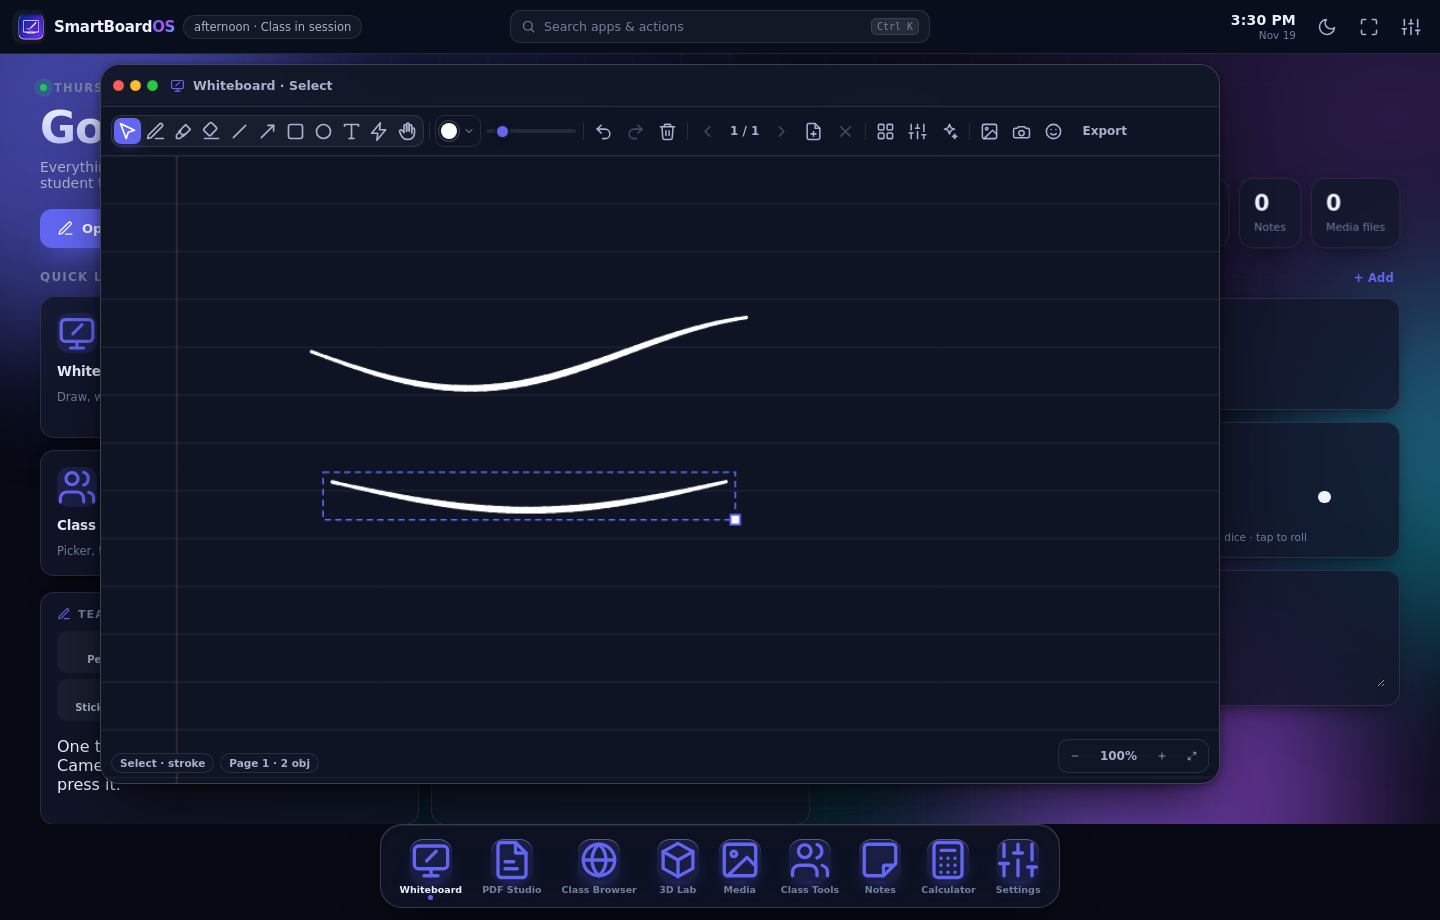 SmartBoardOS
afternoon · Class in session
Search apps & actions
Ctrl K
3:30 PM
Nov 19
Whiteboard · Select
1 / 1
Export
Go
Everythin
student
Op
0
Notes
0
Media files
QUICK L
+ Add
White
Draw, w
Class
Picker,
dice · tap to roll
TEA
Pe
Stick
One t
Came
press it.
Select · stroke
Page 1 · 2 obj
100%
Whiteboard
PDF Studio
Class Browser
3D Lab
Media
Class Tools
Notes
Calculator
Settings